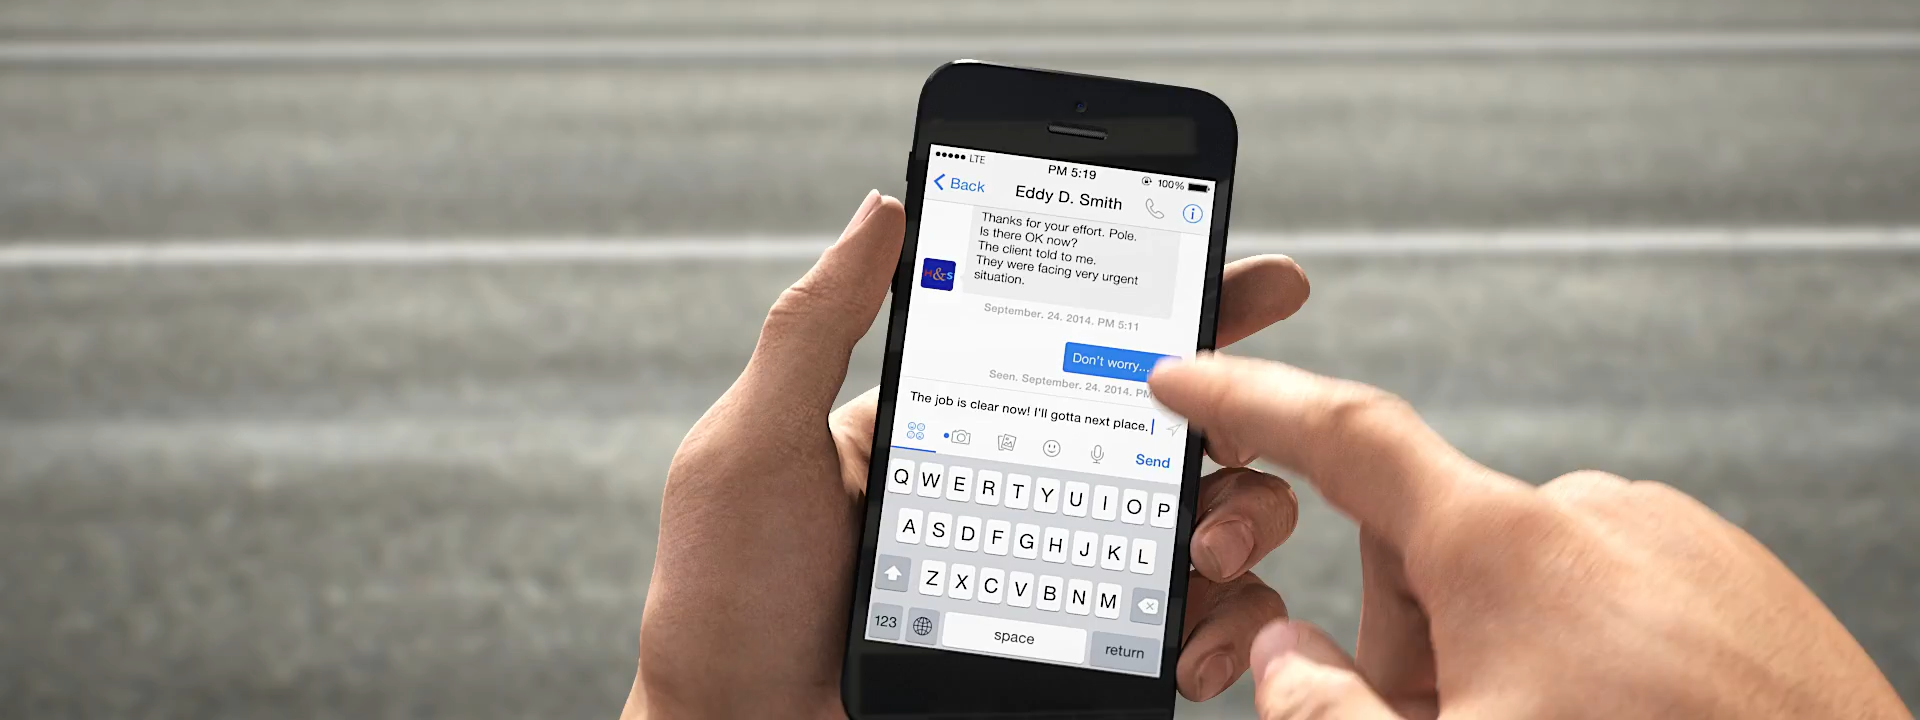 LTE
PM 5:19
100%
Back
Eddy D. Smith
Thanks for your effort. Pole.
Is there OK now?
The client told to me.
They were facing very urgent
situation.
H&S
September. 24. 2014. PM 5:11
Don't worry...
Seen. September. 24. 2014. PM
The job is clear now! I'll gotta next place.
Send
Q W E R T Y U I O P
A S D F G H J K L
Z X C V B N M
123
space
return